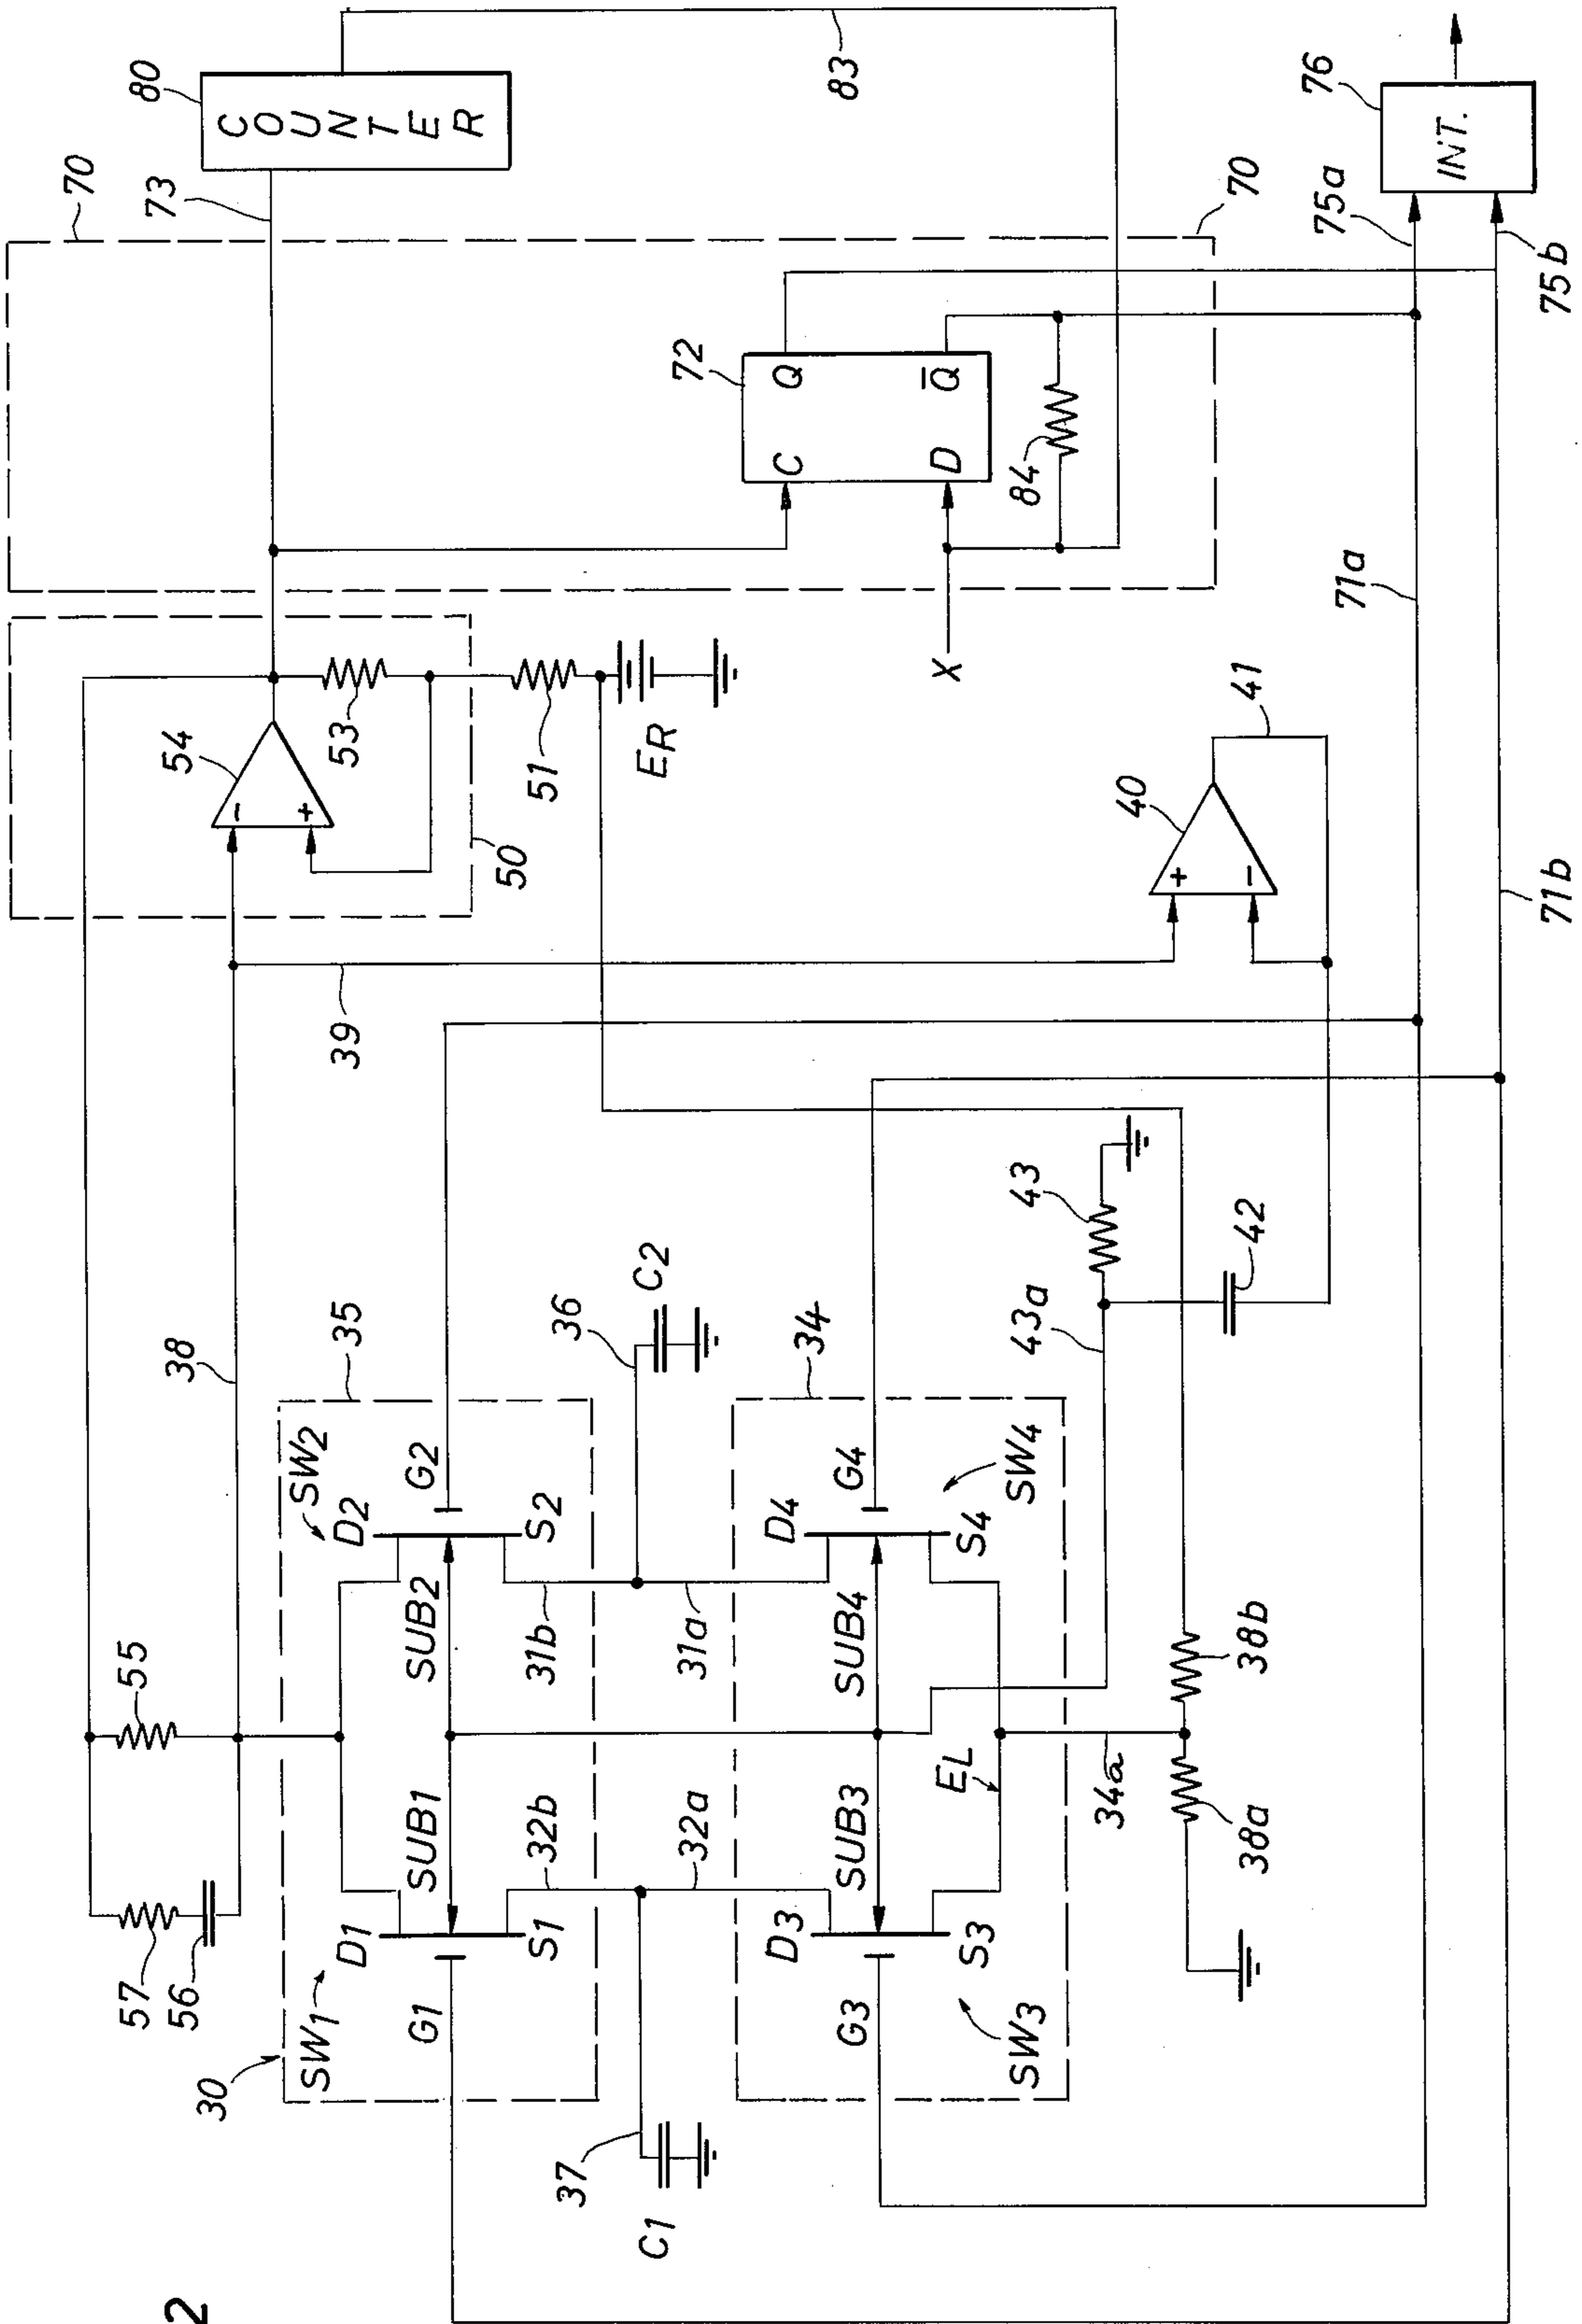 80
COUNTER
83
76
INT.
70
73
70
75a
75b
72
C
Q
D
Q̅
84
71a
54
-
+
53
51
ER
50
X
41
40
+
-
71b
39
38
35
36
C2
34
43
43a
42
SW2
D2
G2
S2
SUB2
31b
31a
D4
G4
S4
SW4
SUB4
38b
55
57
56
30
SW1
D1
G1
S1
SUB1
32b
32a
37
C1
D3
G3
S3
SW3
SUB3
EL
34a
38a
2